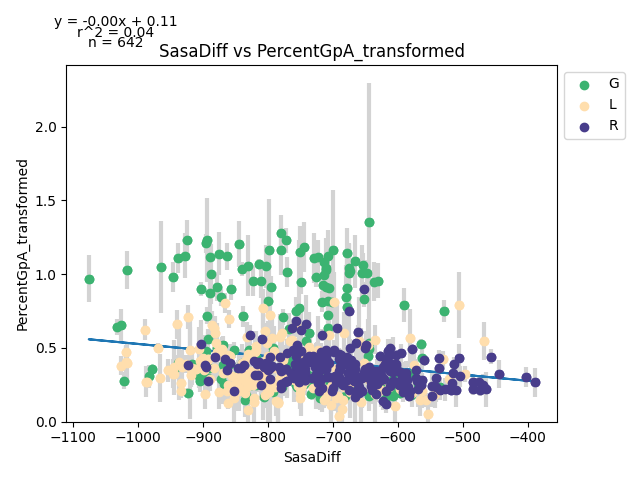 y = -0.00x + 0.11
r^2 = 0.04
n = 642
SasaDiff vs PercentGpA_transformed
G
L
R
PercentGpA_transformed
2.0
1.5
1.0
0.5
0.0
−1100 −1000 −900 −800 −700 −600 −500 −400
SasaDiff